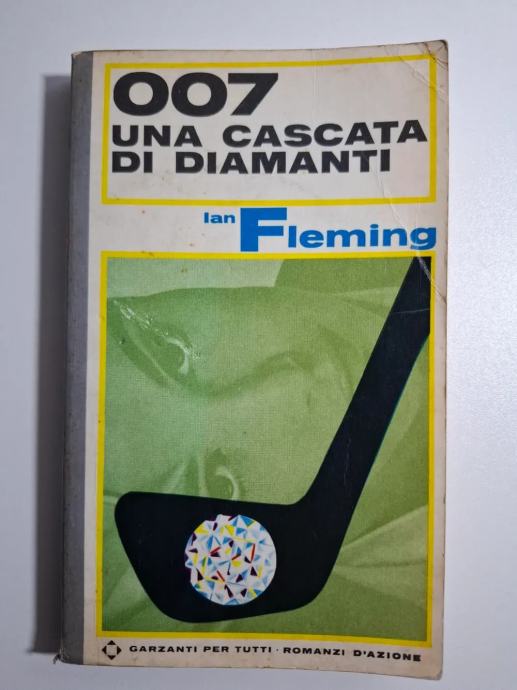 007
UNA CASCATA
DI DIAMANTI
Ian Fleming
GARZANTI PER TUTTI · ROMANZI D'AZIONE